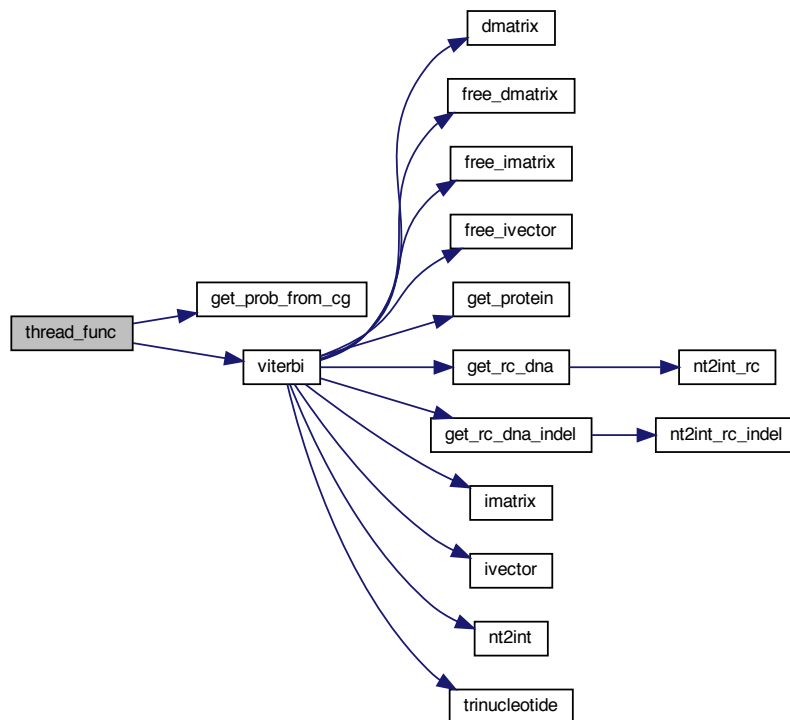 dmatrix
free_dmatrix
free_imatrix
free_ivector
get_prob_from_cg
get_protein
thread_func
viterbi
get_rc_dna
nt2int_rc
get_rc_dna_indel
nt2int_rc_indel
imatrix
ivector
nt2int
trinucleotide